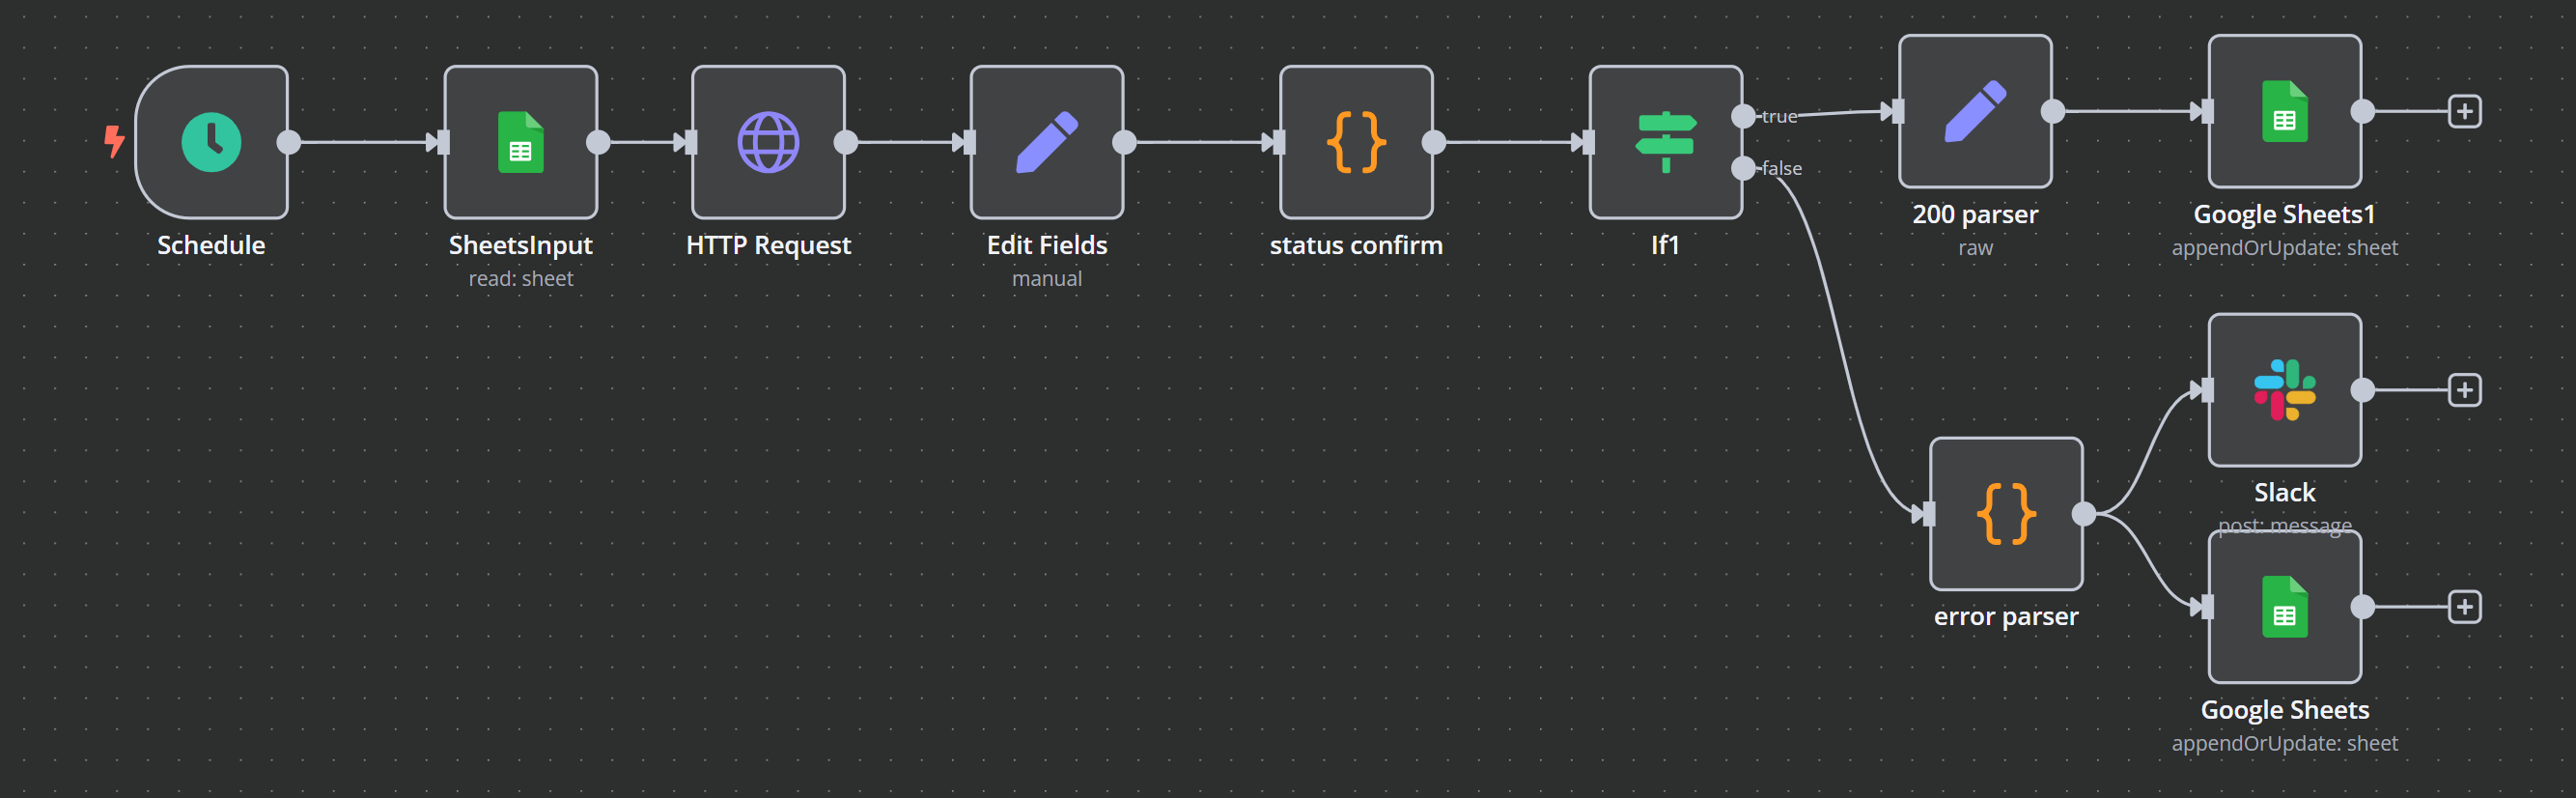 Schedule
SheetsInput
read: sheet
HTTP Request
Edit Fields
manual
status confirm
If1
true
false
200 parser
raw
Google Sheets1
appendOrUpdate: sheet
Slack
post: message
error parser
Google Sheets
appendOrUpdate: sheet